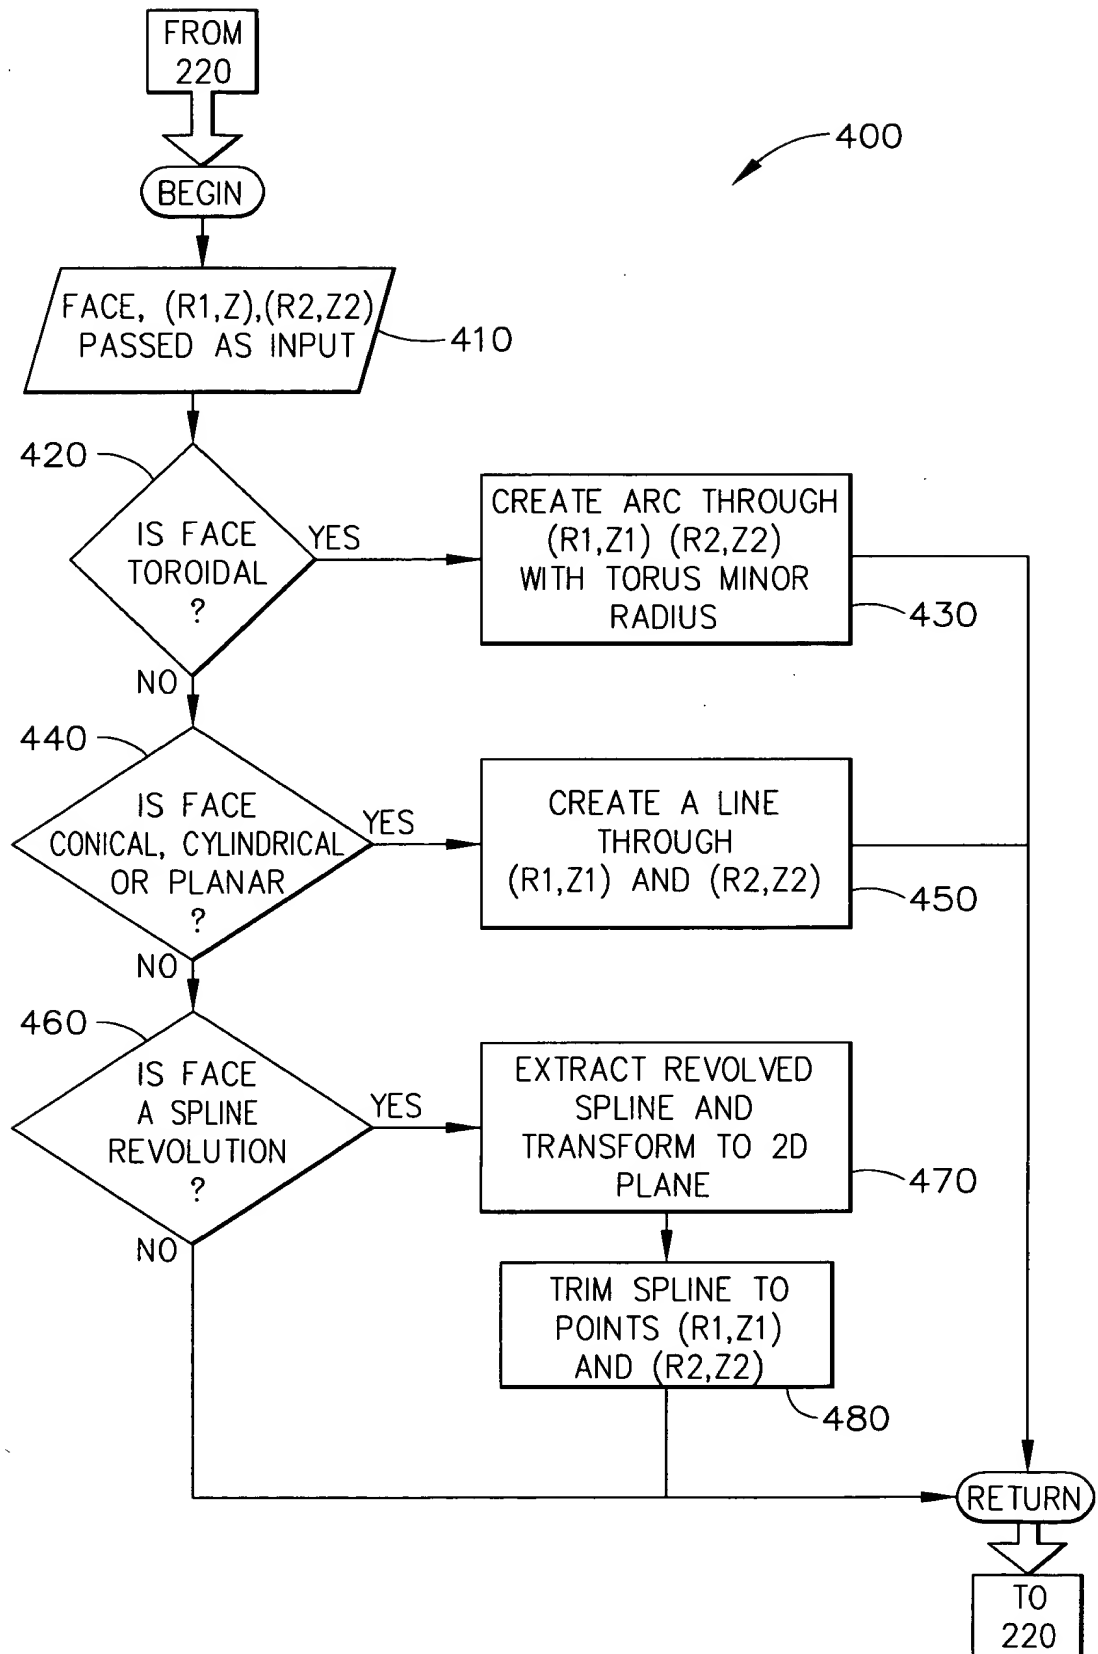 FROM
220
400
BEGIN
FACE, (R1,Z),(R2,Z2)
PASSED AS INPUT
410
420
IS FACE
TOROIDAL
?
YES
NO
CREATE ARC THROUGH
(R1,Z1) (R2,Z2)
WITH TORUS MINOR
RADIUS
430
440
IS FACE
CONICAL, CYLINDRICAL
OR PLANAR
?
YES
NO
CREATE A LINE
THROUGH
(R1,Z1) AND (R2,Z2)
450
460
IS FACE
A SPLINE
REVOLUTION
?
YES
NO
EXTRACT REVOLVED
SPLINE AND
TRANSFORM TO 2D
PLANE
470
TRIM SPLINE TO
POINTS (R1,Z1)
AND (R2,Z2)
480
RETURN
TO
220